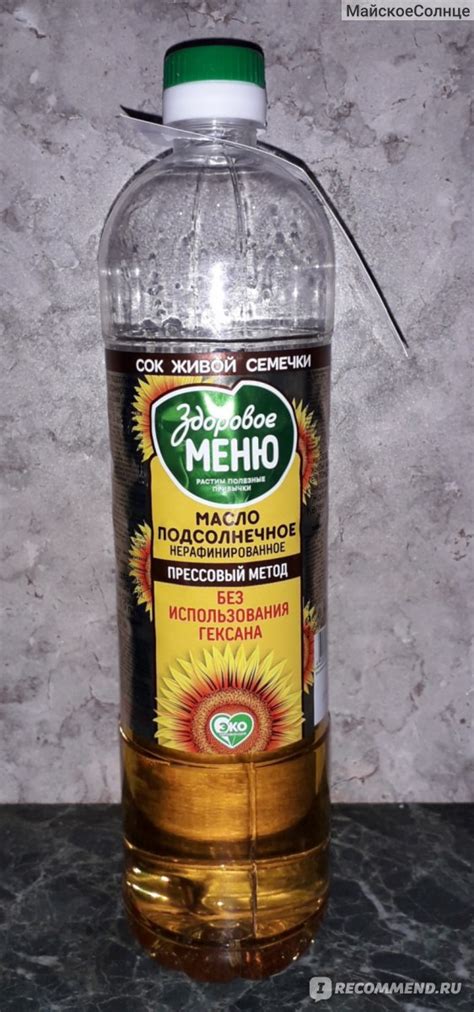 МайскоеСолнце
СОК ЖИВОЙ СЕМЕЧКИ
Здоровое
МЕНЮ
РАСТИМ ПОЛЕЗНЫЕ
ПРИВЫЧКИ
МАСЛО
ПОДСОЛНЕЧНОЕ
НЕРАФИНИРОВАННОЕ
ПРЕССОВЫЙ МЕТОД
БЕЗ
ИСПОЛЬЗОВАНИЯ
ГЕКСАНА
ЭКО
I RECOMMEND.RU